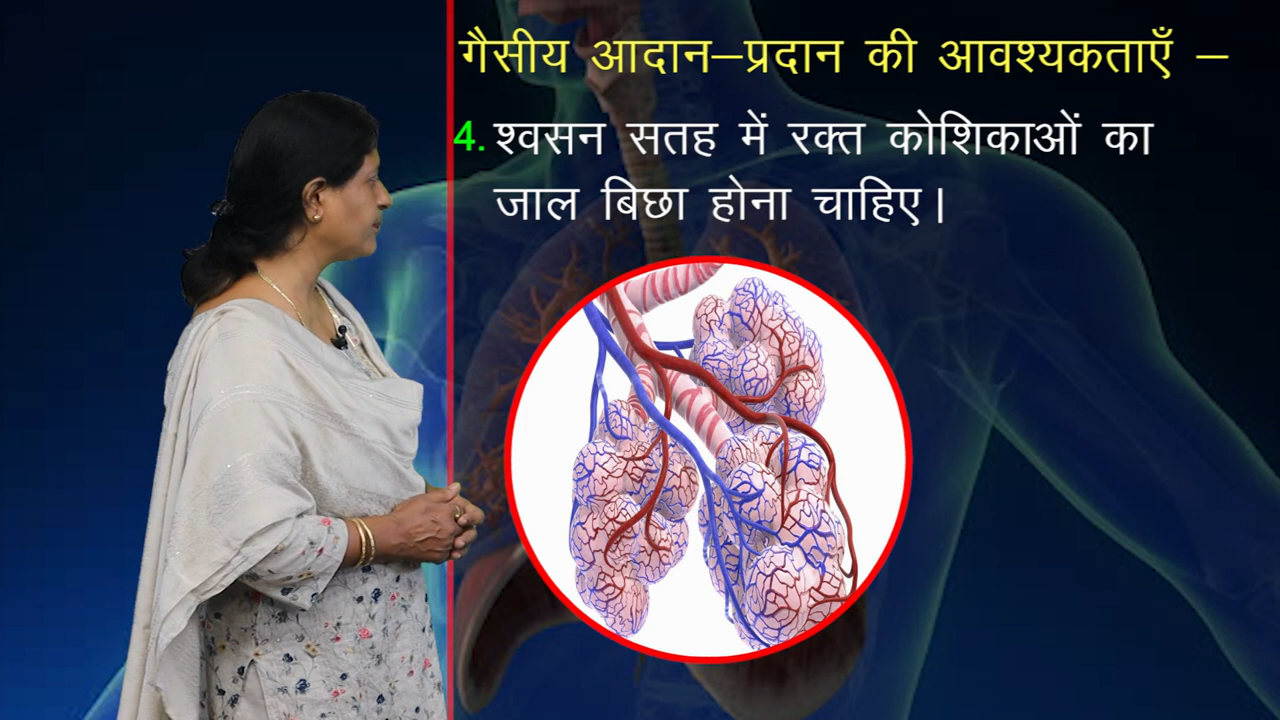 गैसीय आदान–प्रदान की आवश्यकताएँ –
4. श्वसन सतह में रक्त कोशिकाओं का
जाल बिछा होना चाहिए।